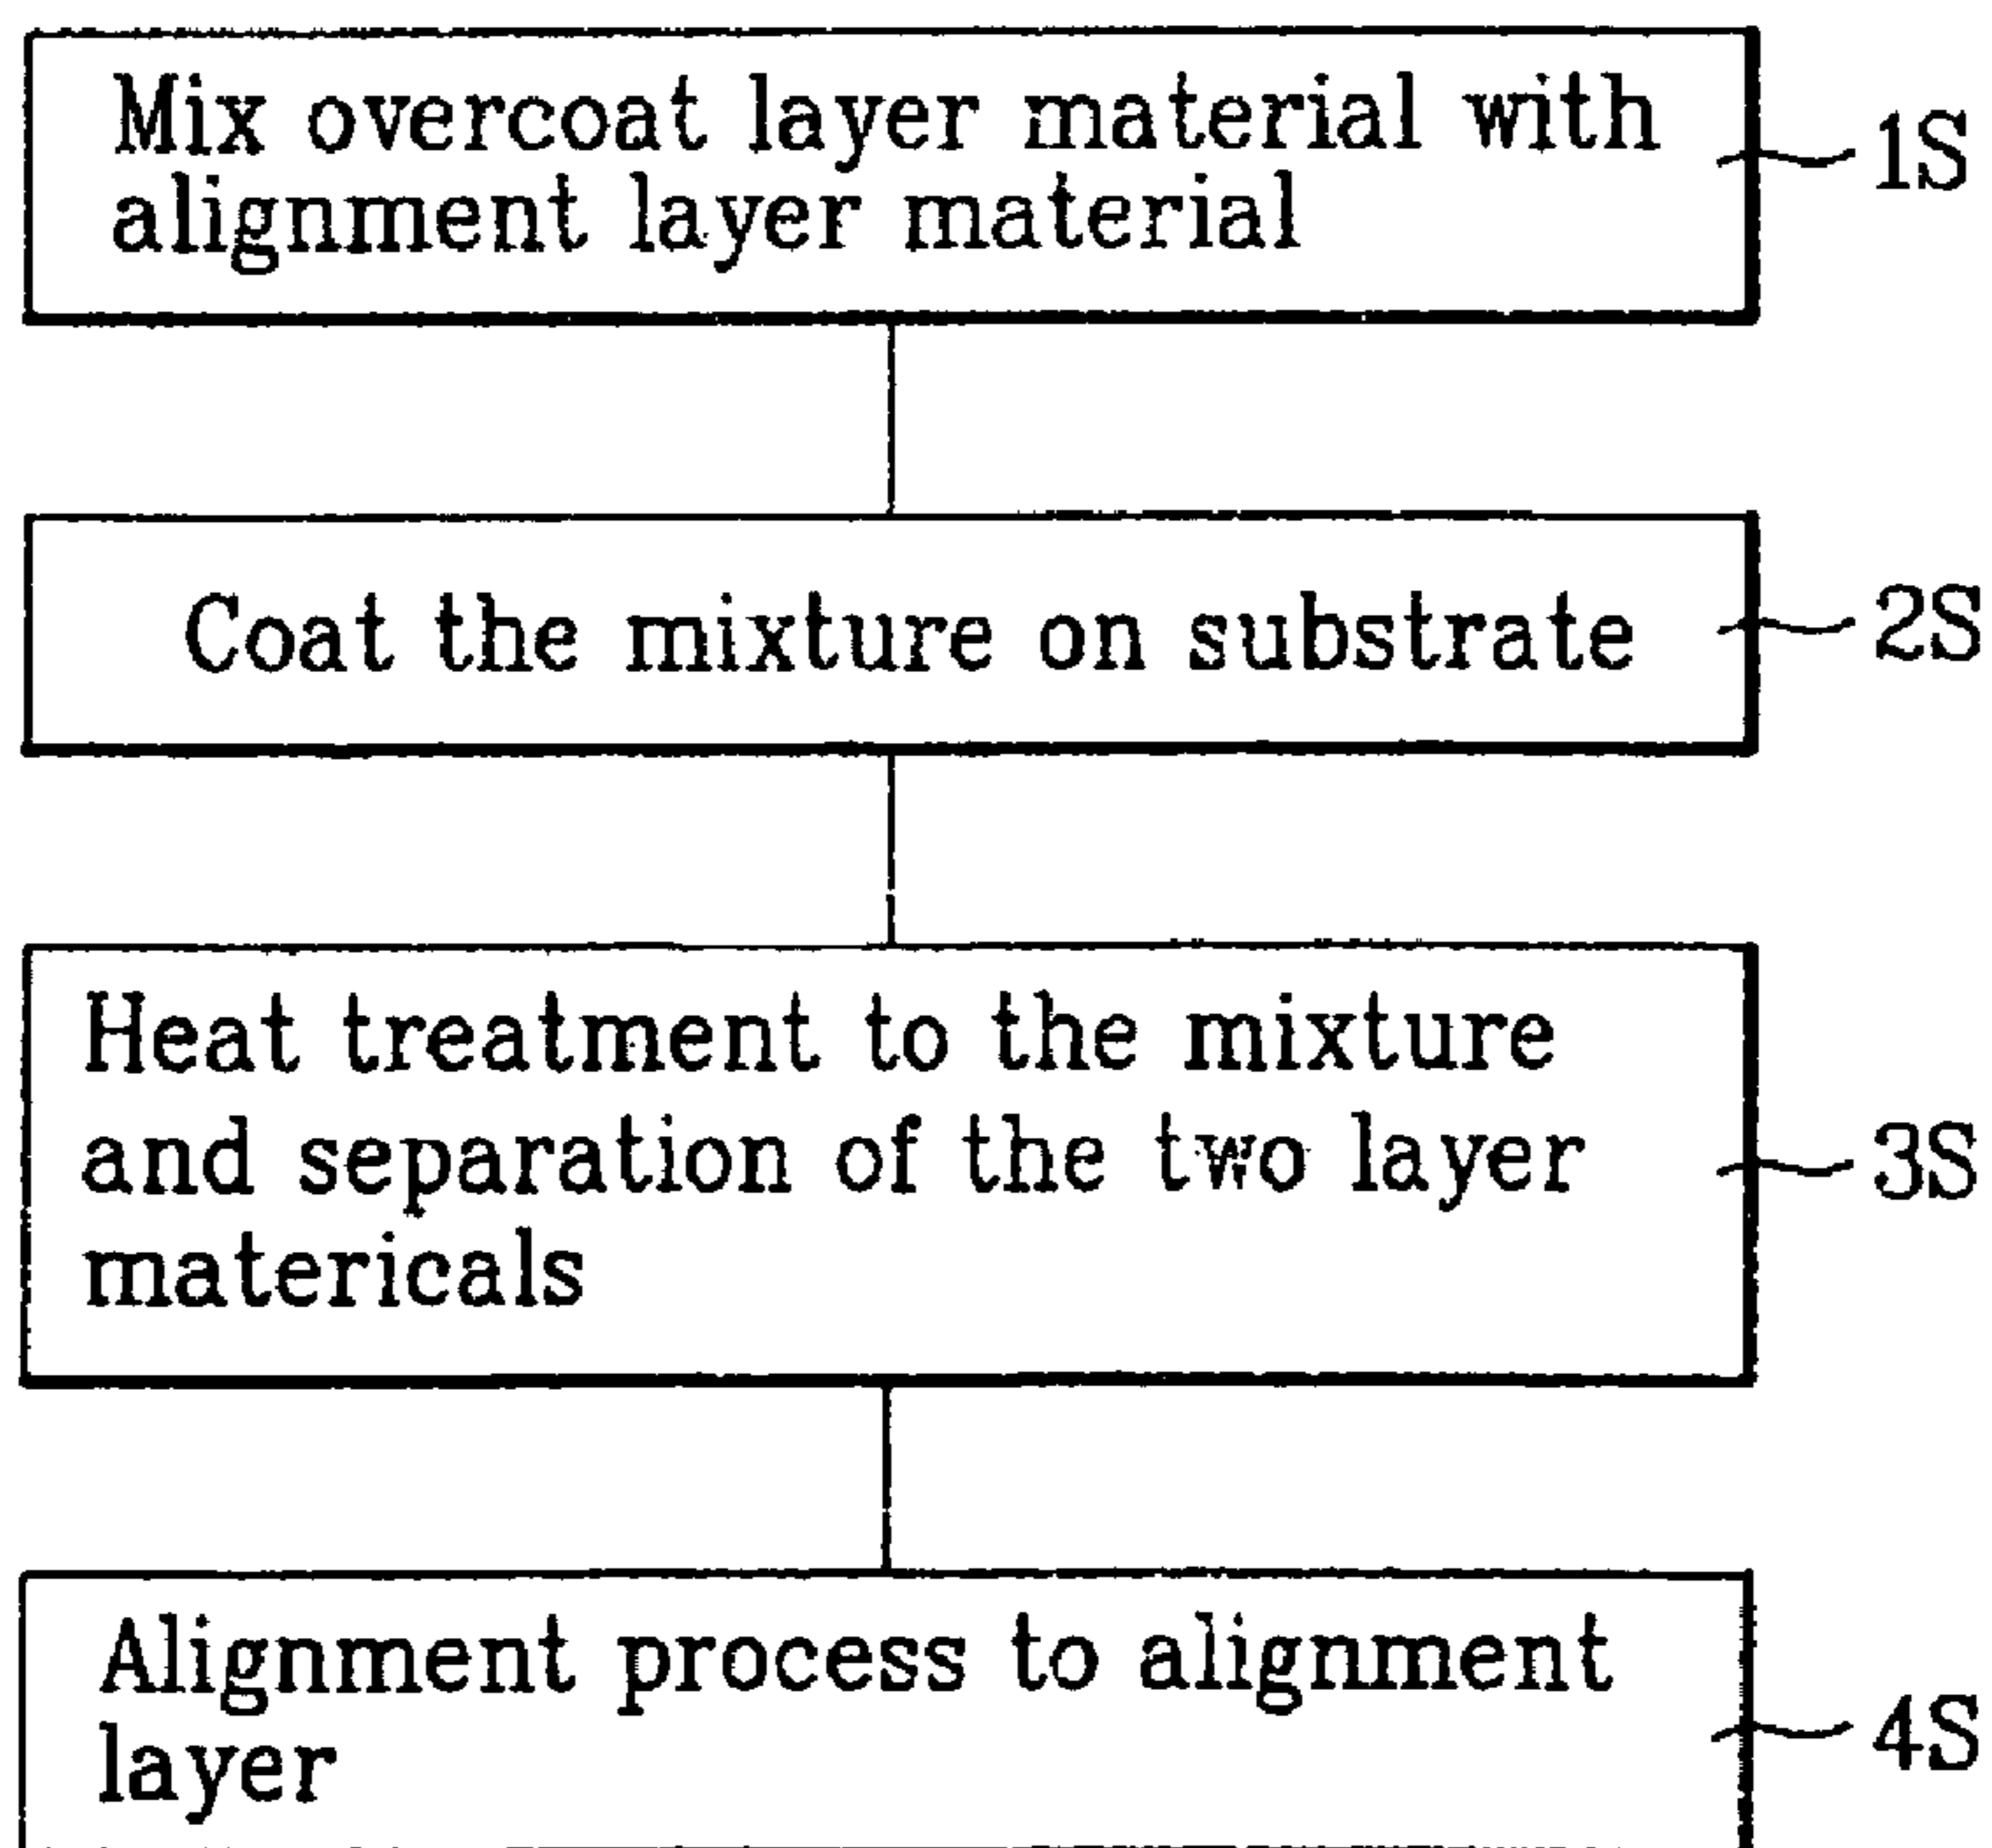 Mix overcoat layer material with
alignment layer material
1S
Coat the mixture on substrate
2S
Heat treatment to the mixture
and separation of the two layer
matericals
3S
Alignment process to alignment
layer
4S